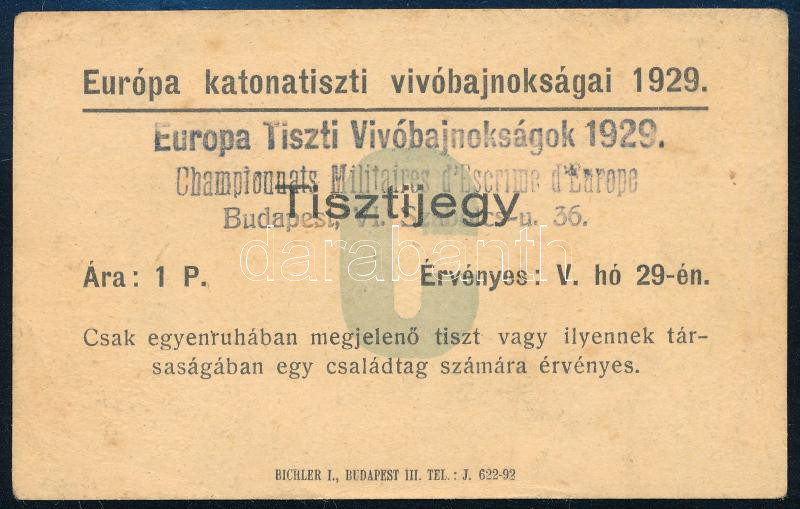 Európa katonatiszti vivóbajnokságai 1929.
Europa Tiszti Vivóbajnokságok 1929.
Championnats Militaires d'Escrime d'Europe
Tisztijegy
Budapest, VI. u. 36.
C
Ára: 1 P. Érvényes: V. hó 29-én.
darabanth
Csak egyenruhában megjelenő tiszt vagy ilyennek tár-
saságában egy családtag számára érvényes.
BICHLER I., BUDAPEST III. TEL.: J. 622-92